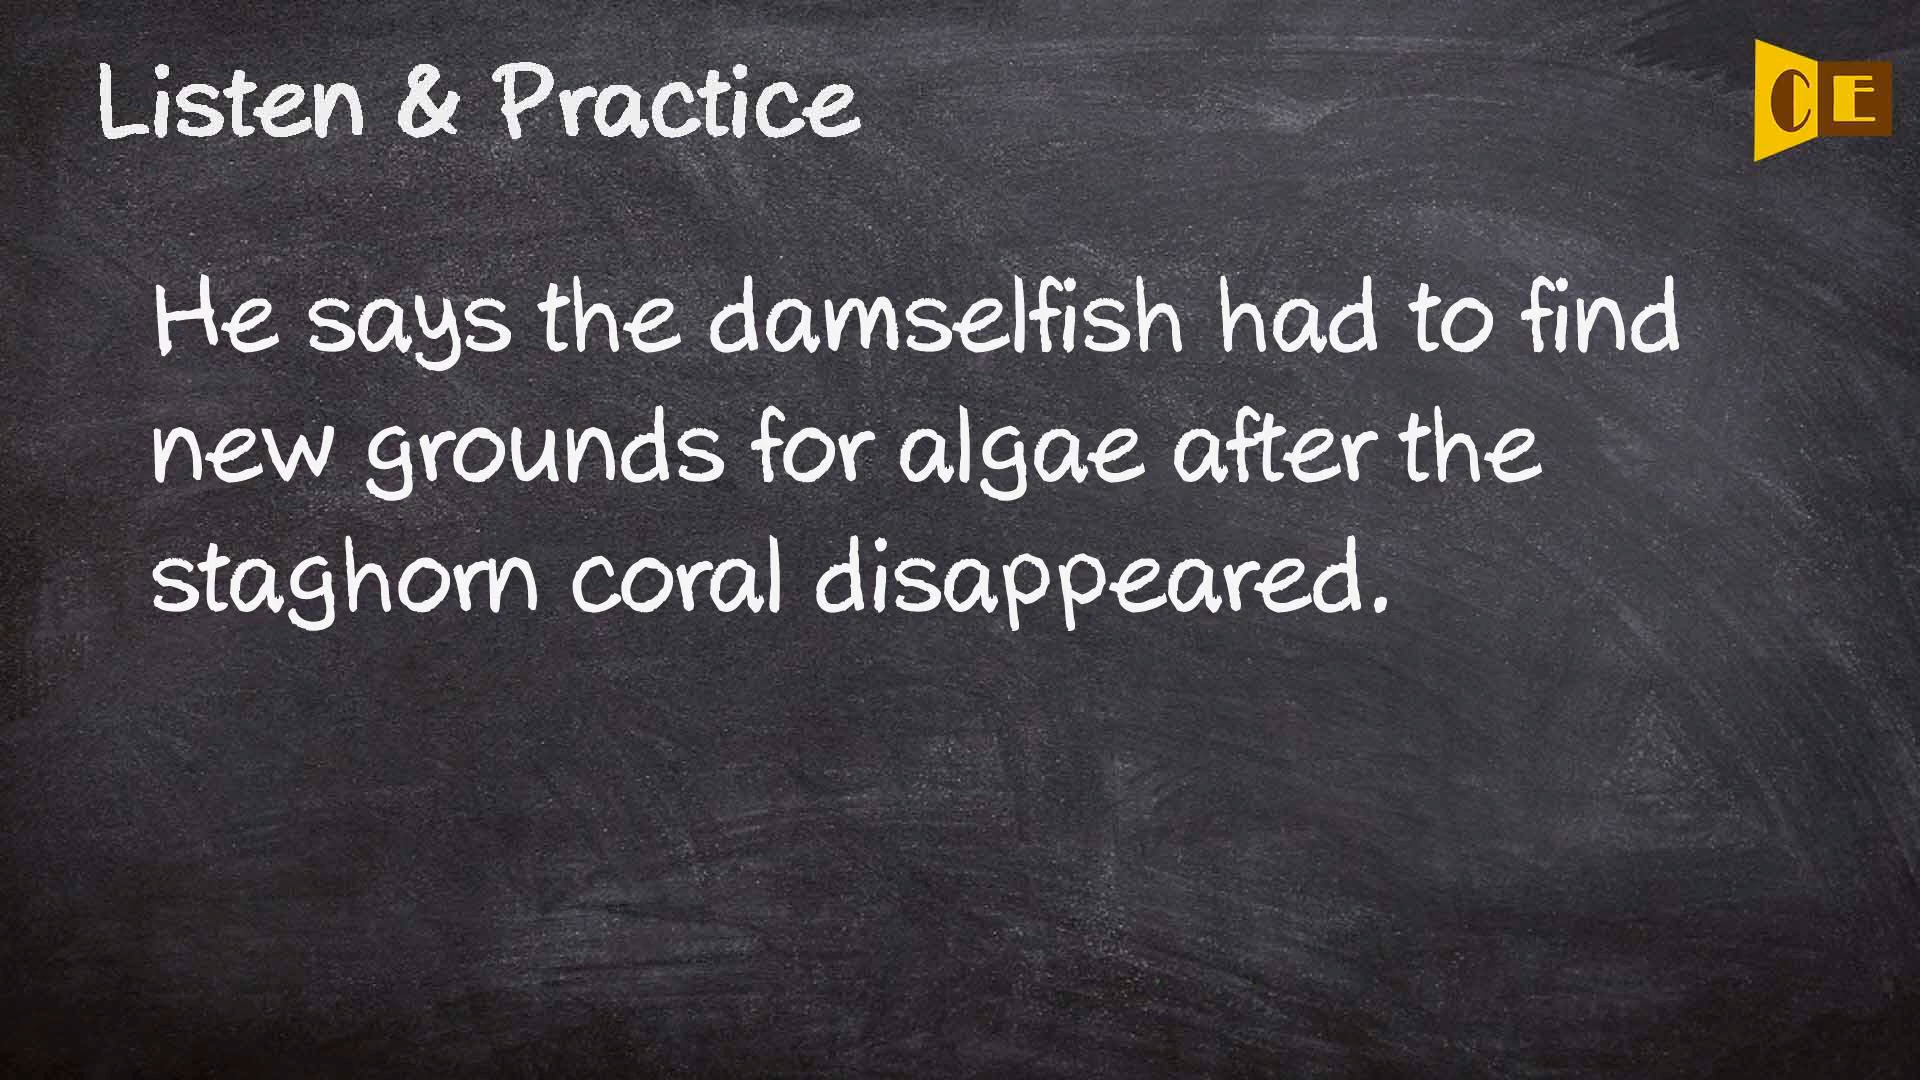 Listen & Practice
CE
He says the damselfish had to find
new grounds for algae after the
staghorn coral disappeared.